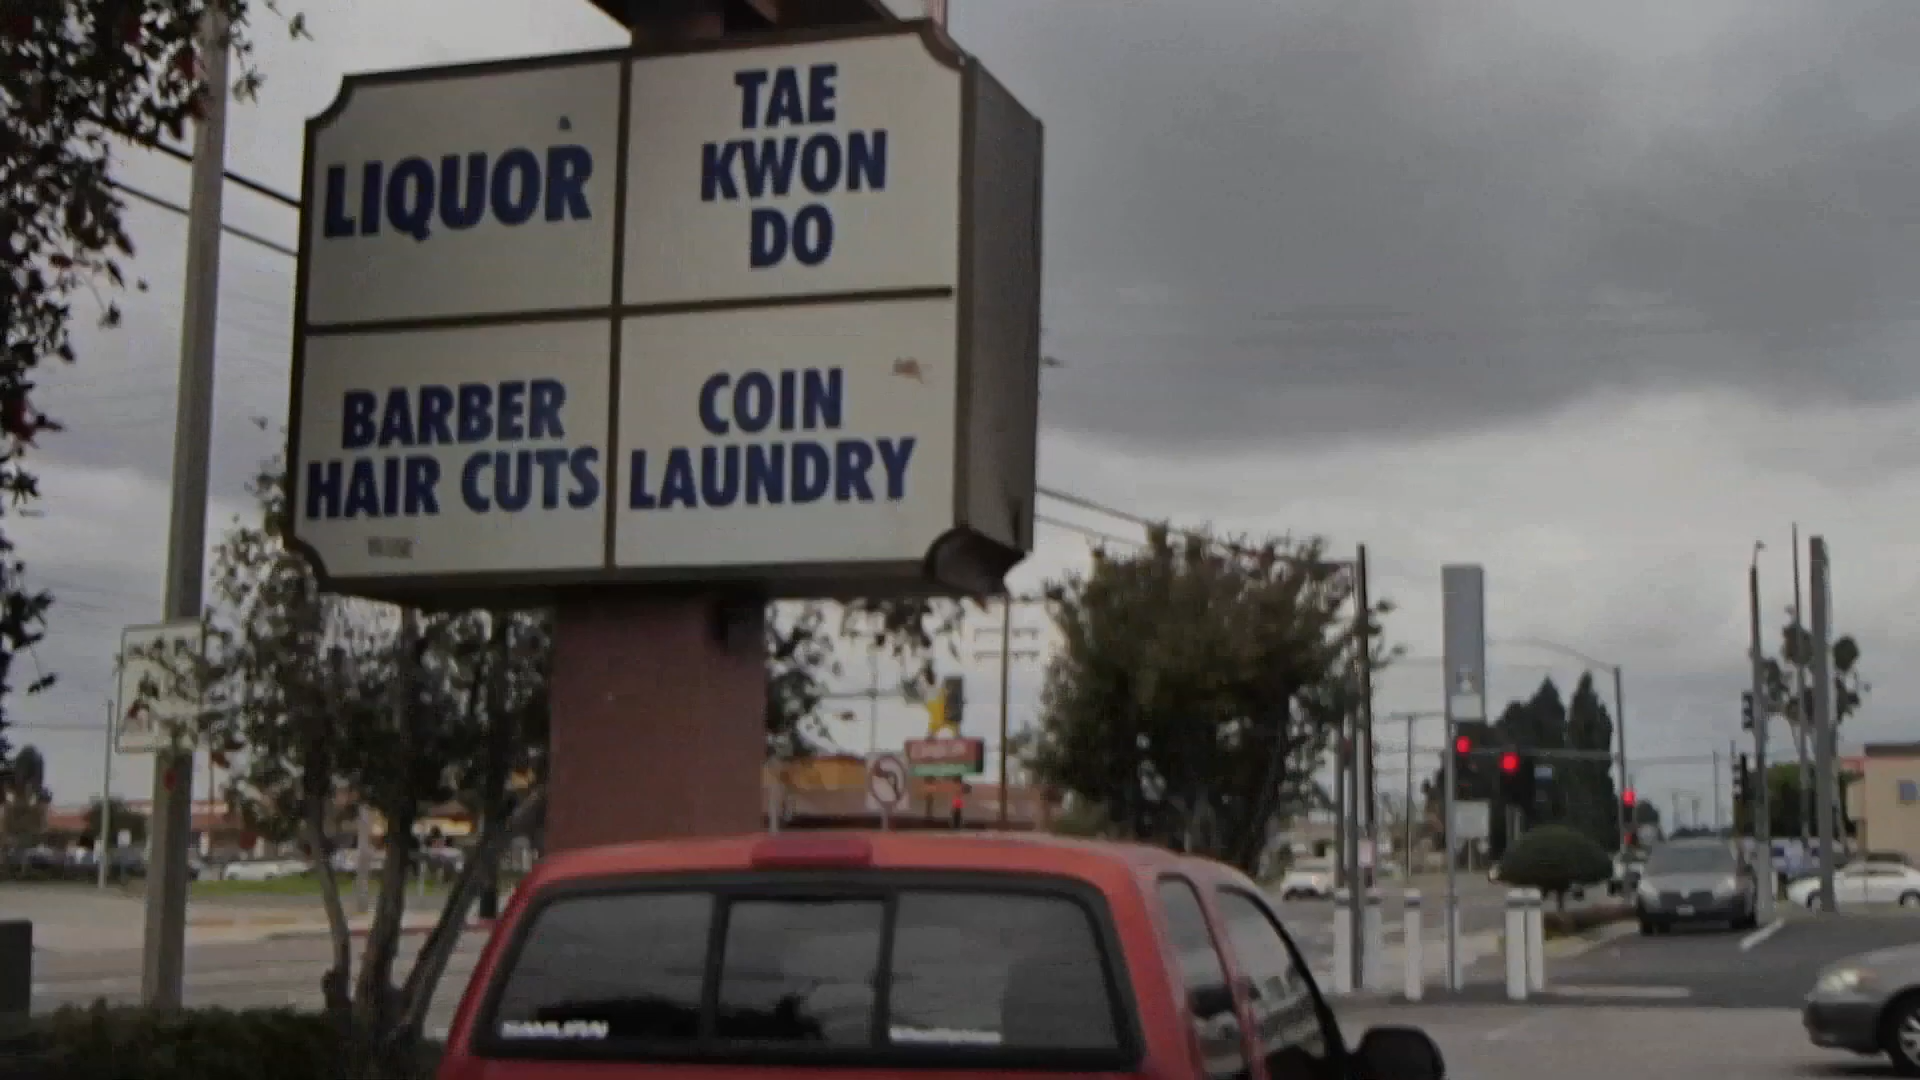 LIQUOR
TAE
KWON
DO
BARBER
HAIR CUTS
COIN
LAUNDRY